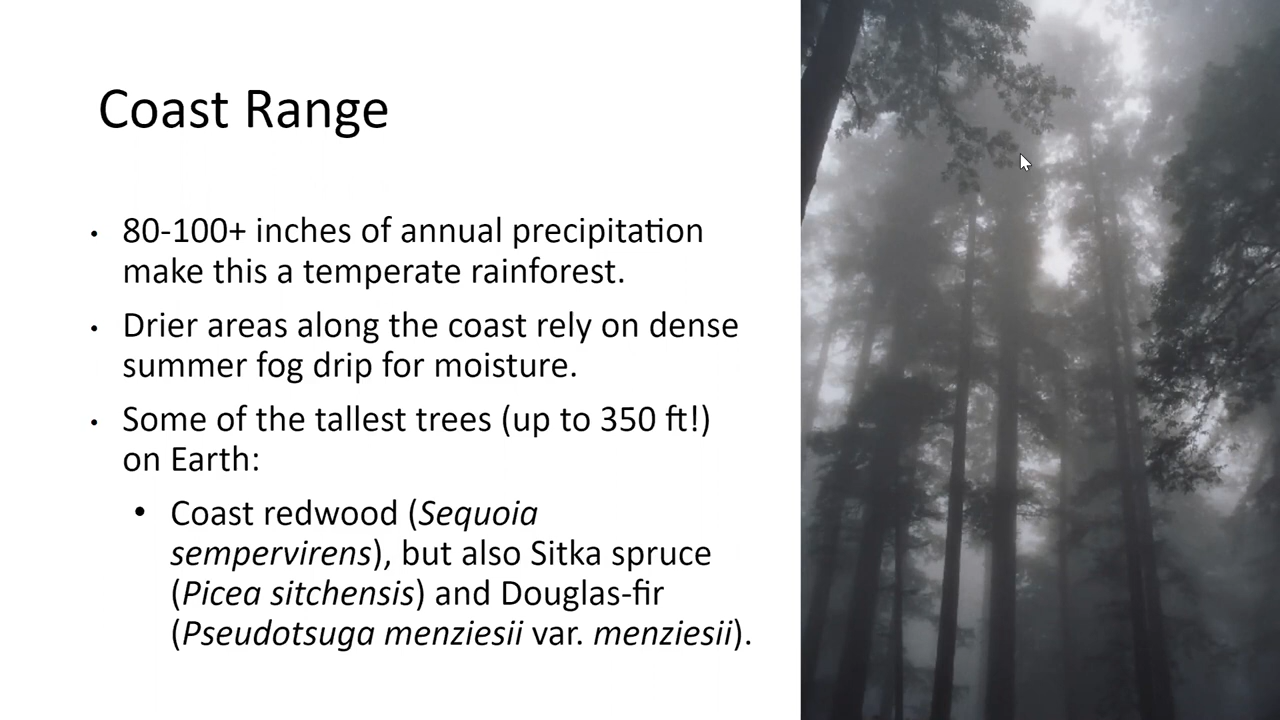 Coast Range
• 80-100+ inches of annual precipitation
make this a temperate rainforest.
• Drier areas along the coast rely on dense
summer fog drip for moisture.
• Some of the tallest trees (up to 350 ft!)
on Earth:
• Coast redwood (Sequoia
sempervirens), but also Sitka spruce
(Picea sitchensis) and Douglas-fir
(Pseudotsuga menziesii var. menziesii).